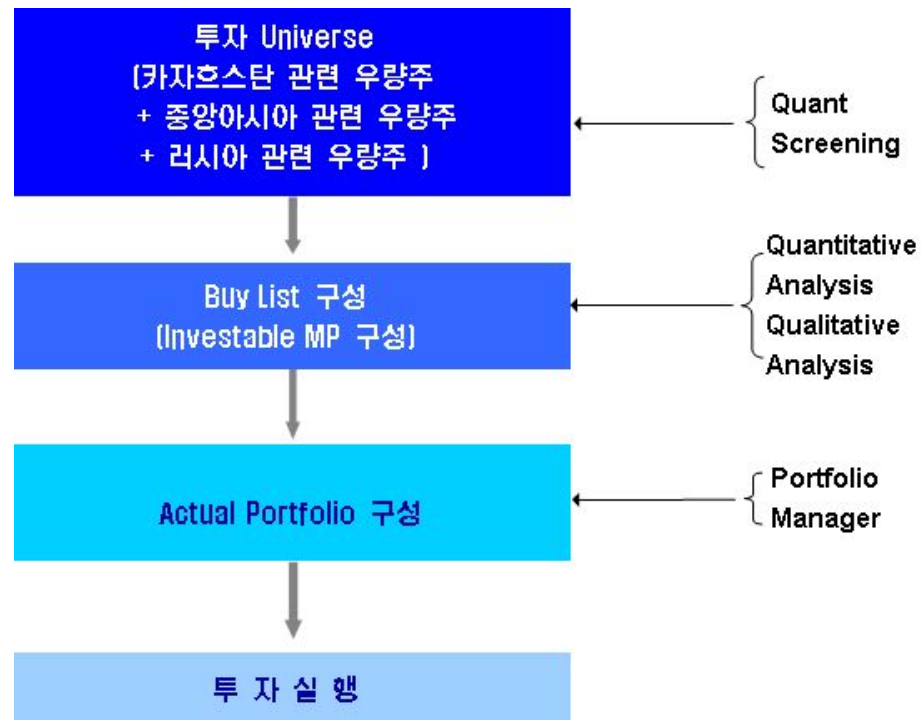 투자 Universe
(카자흐스탄 관련 우량주
+ 중앙아시아 관련 우량주
+ 러시아 관련 우량주 )
Quant
Screening
Buy List 구성
(Investable MP 구성)
Quantitative
Analysis
Qualitative
Analysis
Actual Portfolio 구성
Portfolio
Manager
투 자 실 행